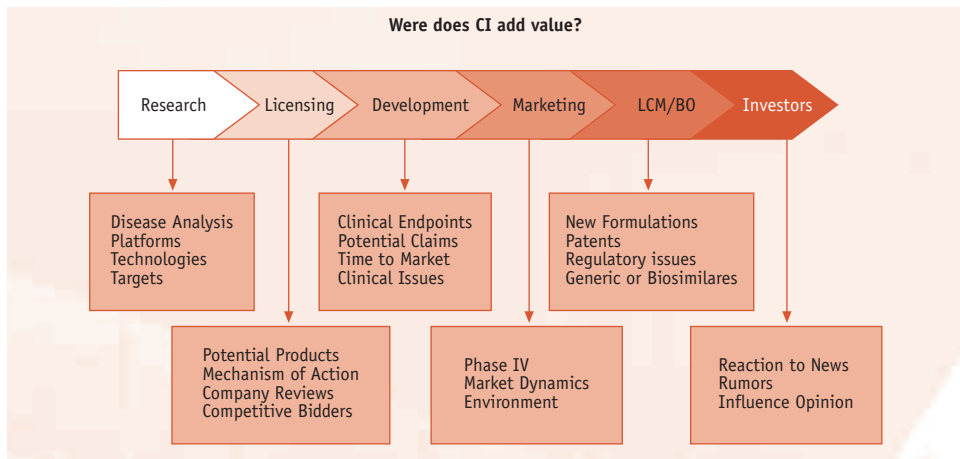 Were does CI add value?
Research
Licensing
Development
Marketing
LCM/BO
Investors
Disease Analysis
Platforms
Technologies
Targets
Clinical Endpoints
Potential Claims
Time to Market
Clinical Issues
New Formulations
Patents
Regulatory issues
Generic or Biosimilares
Potential Products
Mechanism of Action
Company Reviews
Competitive Bidders
Phase IV
Market Dynamics
Environment
Reaction to News
Rumors
Influence Opinion